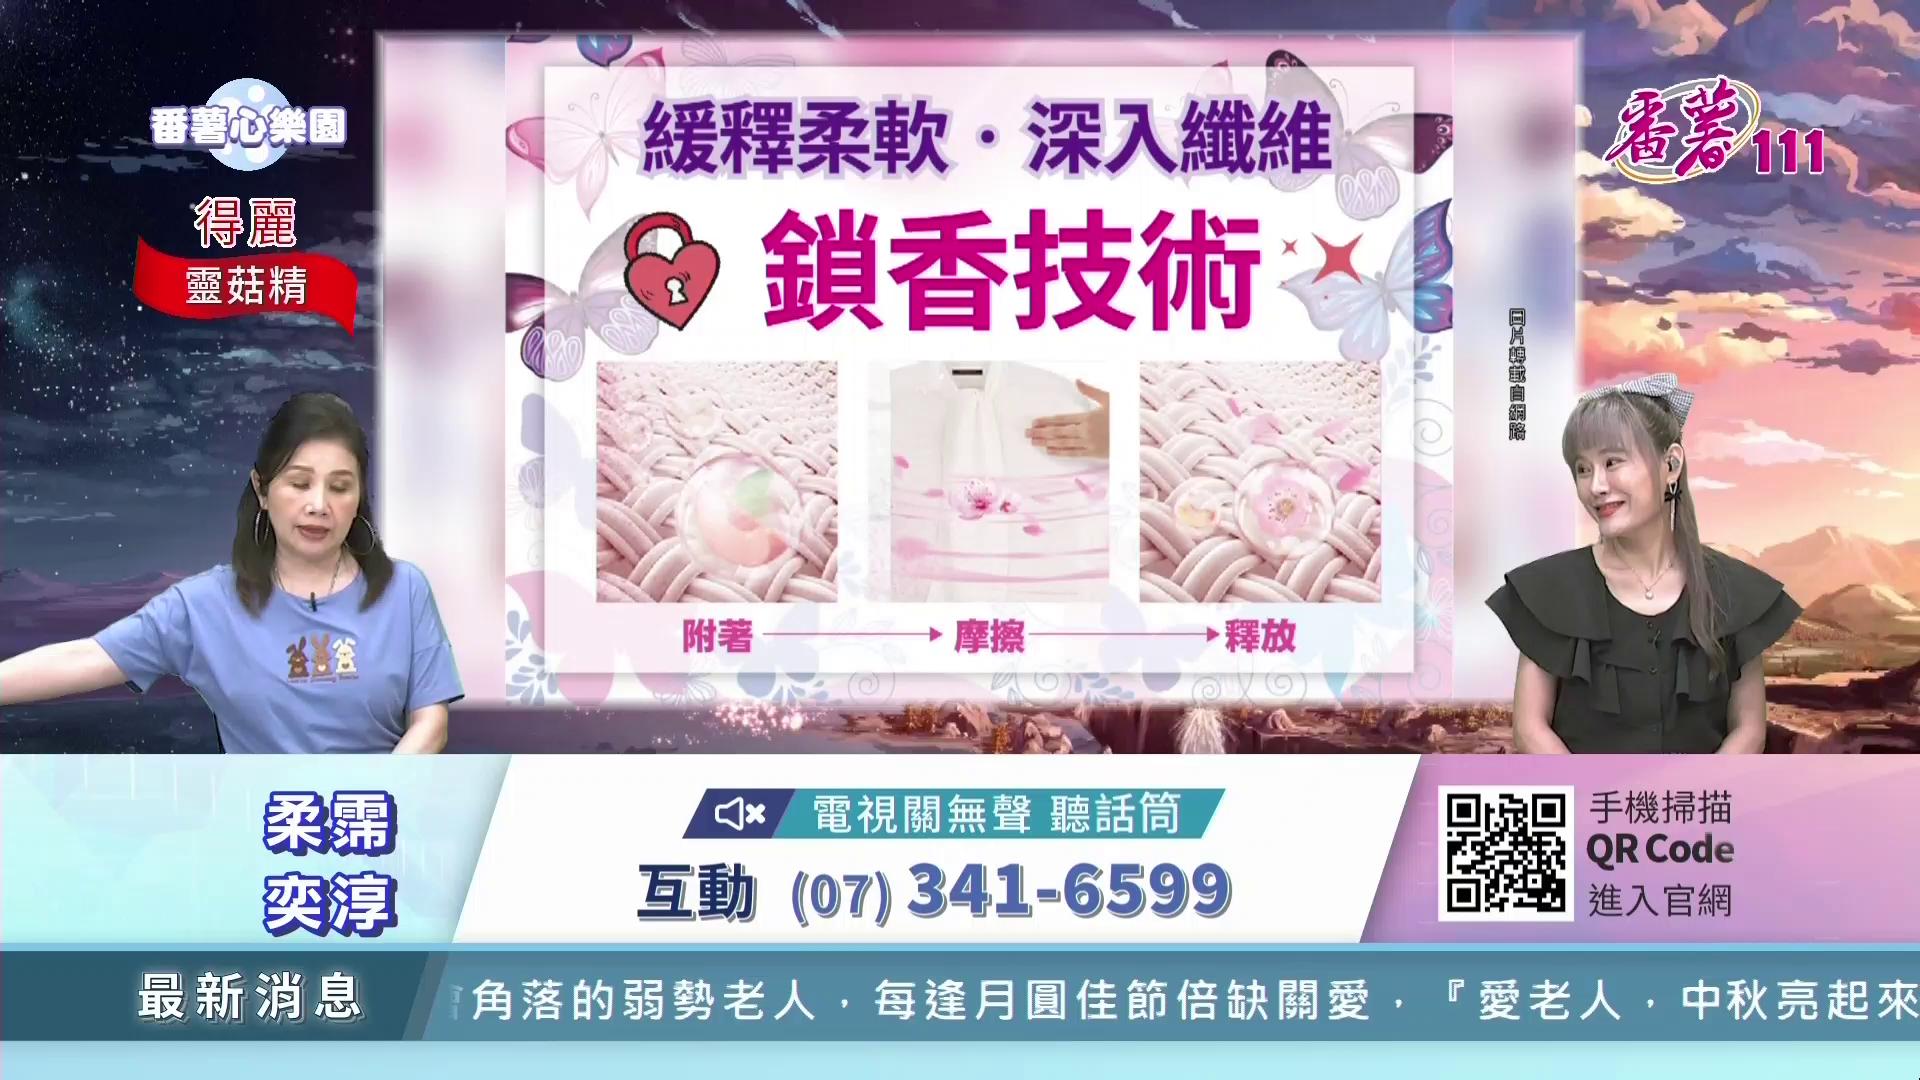 番薯心樂園
得麗
靈菇精
緩釋柔軟・深入纖維
鎖香技術
附著
摩擦
釋放
圖片轉載自網路
番薯111
柔霈
奕淳
電視關無聲 聽話筒
互動 (07) 341-6599
手機掃描
QR Code
進入官網
最新消息
角落的弱勢老人，每逢月圓佳節倍缺關愛，『愛老人，中秋亮起來